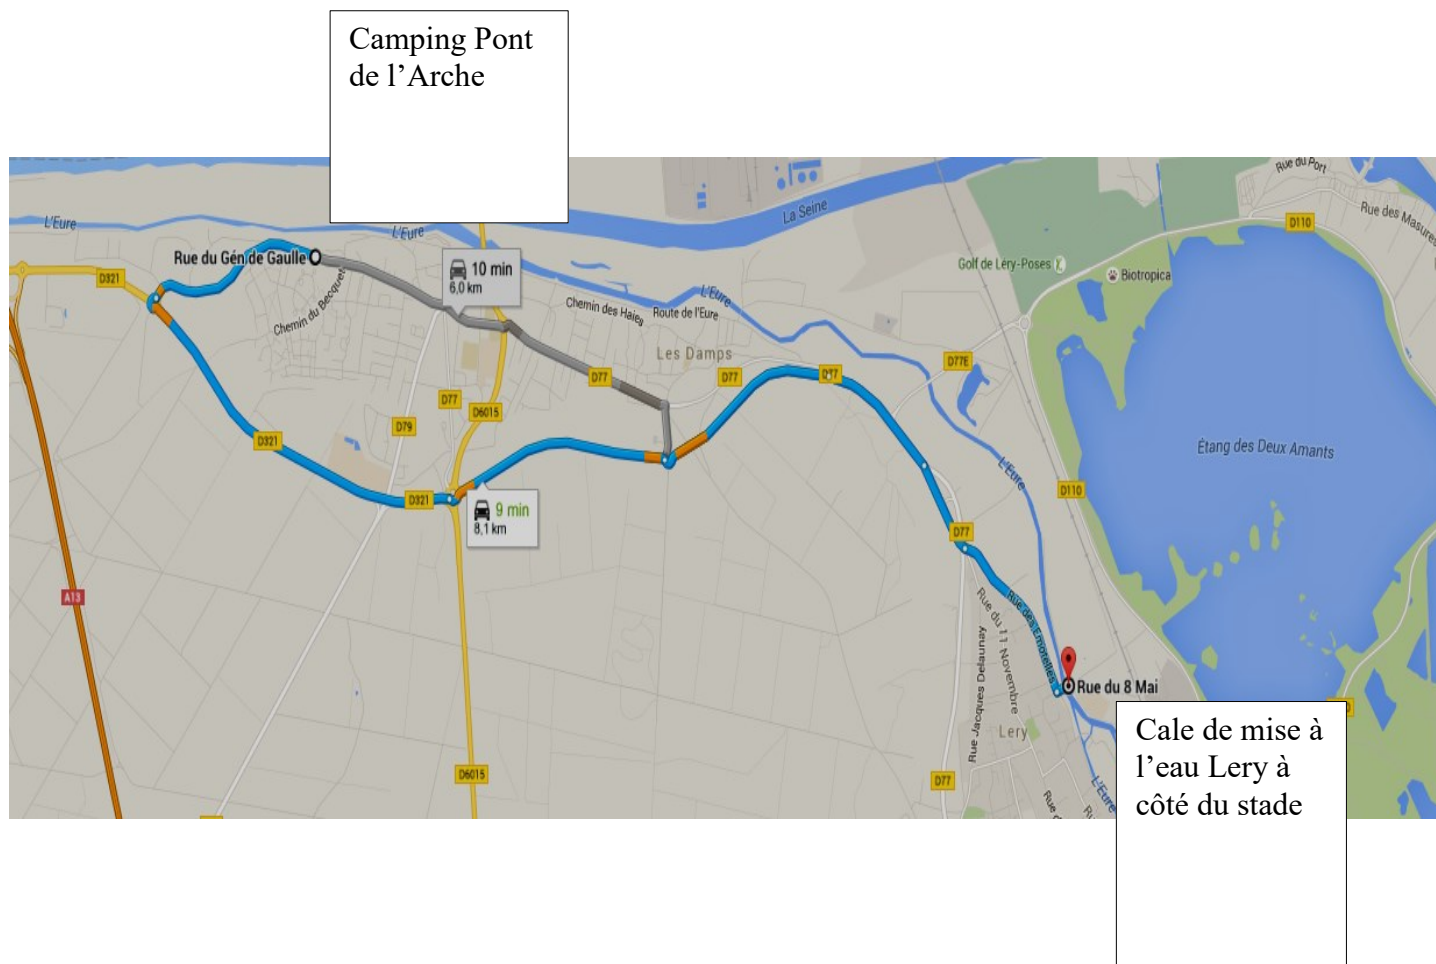 Camping Pont
de l’Arche
Rue du Port
Rue des Masures
La Seine
L'Eure
L'Eure
D110
Rue du Gén de Gaulle
10 min
6,0 km
Golf de Léry-Poses
Biotropica
D321
Chemin du Becquet
Chemin des Haies
Route de l'Eure
L'Eure
Les Damps
D77E
D77
D77
D77
D77
D6015
D79
D321
Étang des Deux Amants
L'Eure
D110
D321
9 min
8,1 km
D77
A13
Rue des Emotelles
Rue du 11-Novembre
Rue Jacques Delaunay
Rue du 8 Mai
Lery
Cale de mise à
l’eau Lery à
côté du stade
D6015
D77
L'Eure